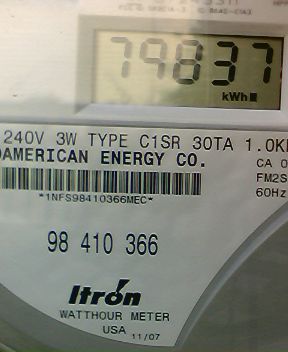 79837
kWh
240V 3W TYPE C1SR 30TA 1.0K
AMERICAN ENERGY CO.
CA 0
FM2S
60Hz
*1NFS98410366MEC*
98 410 366
Itrón
WATTHOUR METER
USA 11/07